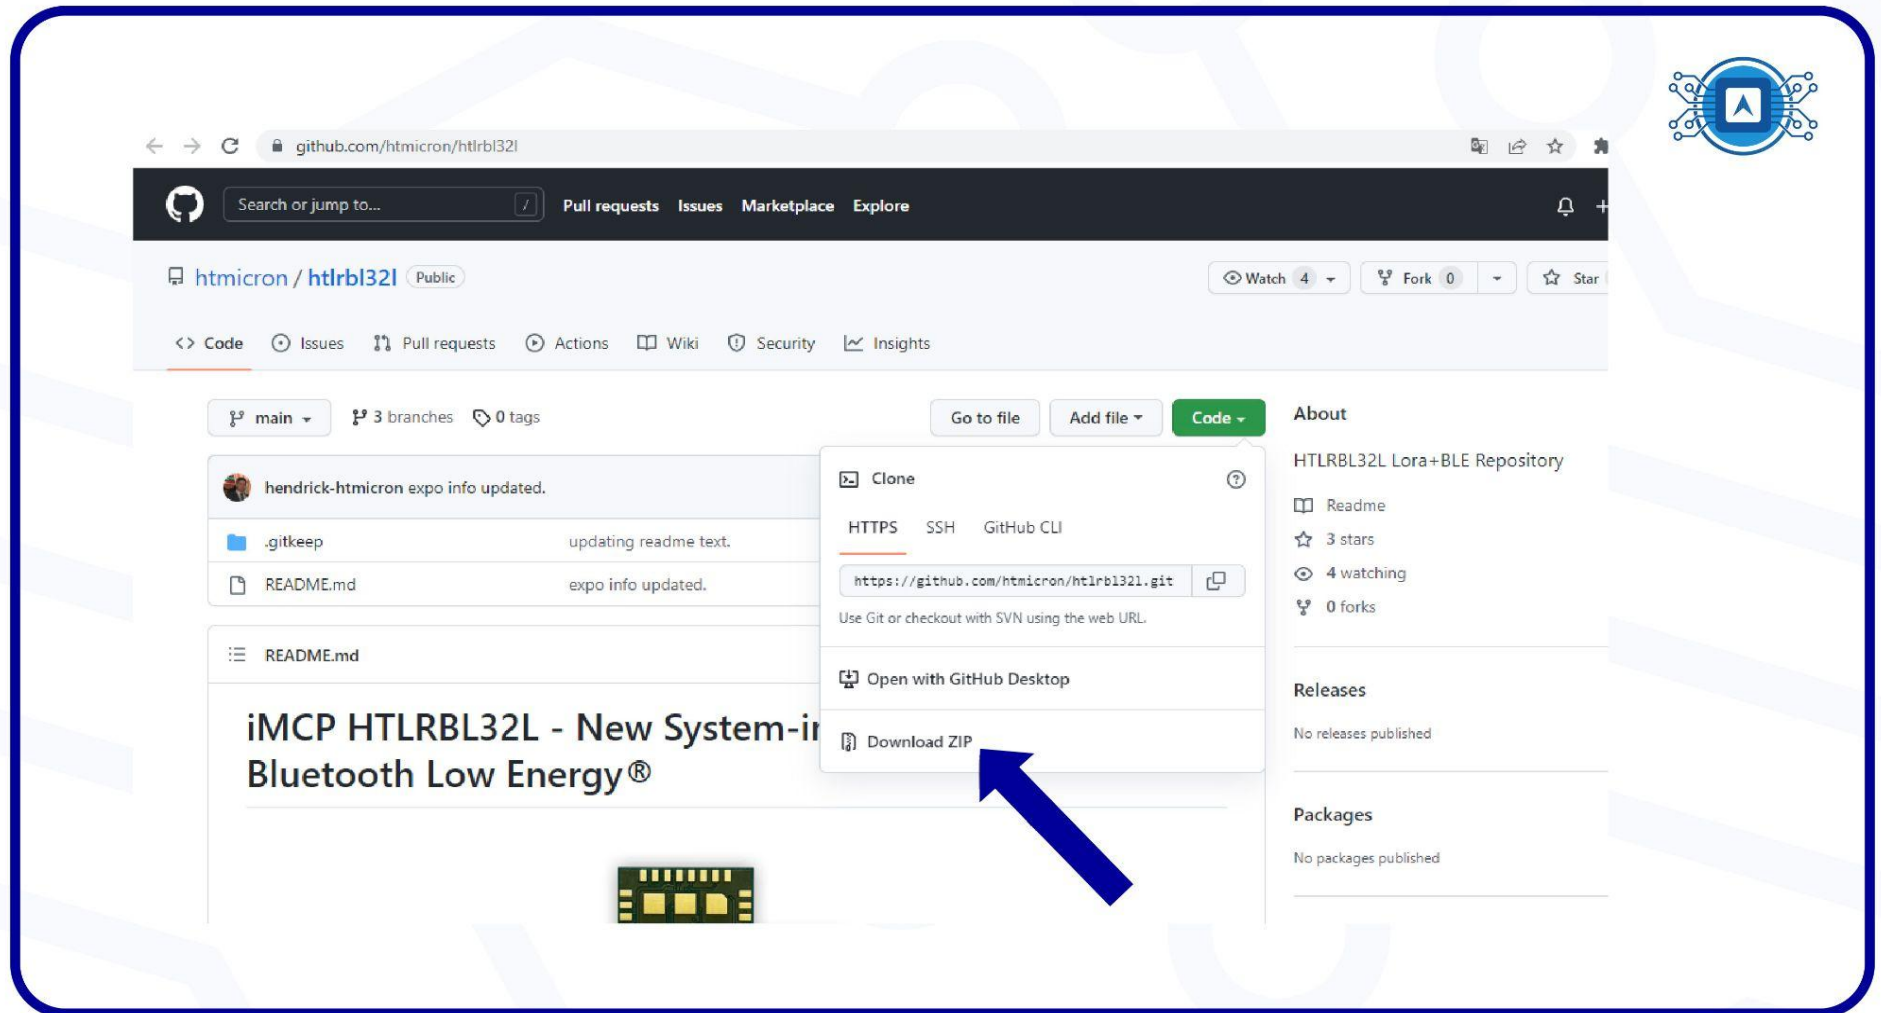 github.com/htmicron/htlrbl32l
Search or jump to... / Pull requests Issues Marketplace Explore
htmicron / htlrbl32l Public Watch 4 Fork 0 Star
<> Code Issues Pull requests Actions Wiki Security Insights
main 3 branches 0 tags Go to file Add file Code About
HTLRBL32L Lora+BLE Repository
Readme
3 stars
4 watching
0 forks
Releases
No releases published
Packages
No packages published
hendrick-htmicron expo info updated.
.gitkeep updating readme text.
README.md expo info updated.
Clone
HTTPS SSH GitHub CLI
https://github.com/htmicron/htlrbl32l.git
Use Git or checkout with SVN using the web URL.
Open with GitHub Desktop
Download ZIP
README.md
iMCP HTLRBL32L - New System-in
Bluetooth Low Energy®